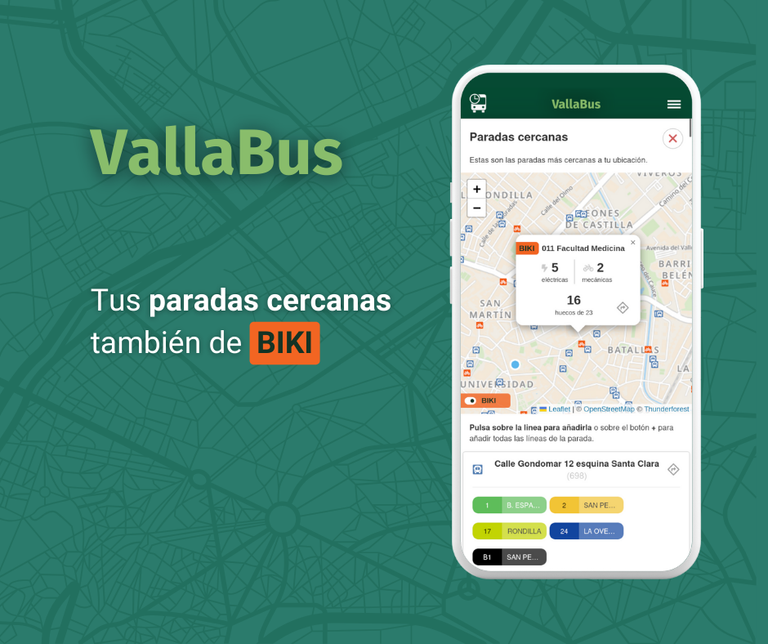 VallaBus
Tus paradas cercanas
también de BIKI
VallaBus
Paradas cercanas
Estas son las paradas más cercanas a tu ubicación.
+
−
VIVEROS
RONDILLA
Calle del Olmo
CASTILLA
BIKI 011 Facultad Medicina
×
5 2
eléctricas mecánicas
16
huecos de 23
SAN
MARTÍN
BATALLAS
UNIVERSIDAD
BIKI
Leaflet | © OpenStreetMap © Thunderforest
Pulsa sobre la línea para añadirla o sobre el botón + para
añadir todas las líneas de la parada.
Calle Gondomar 12 esquina Santa Clara
(698)
1 B. ESPA... 2 SAN PE...
17 RONDILLA 24 LA OVE...
B1 SAN PE...